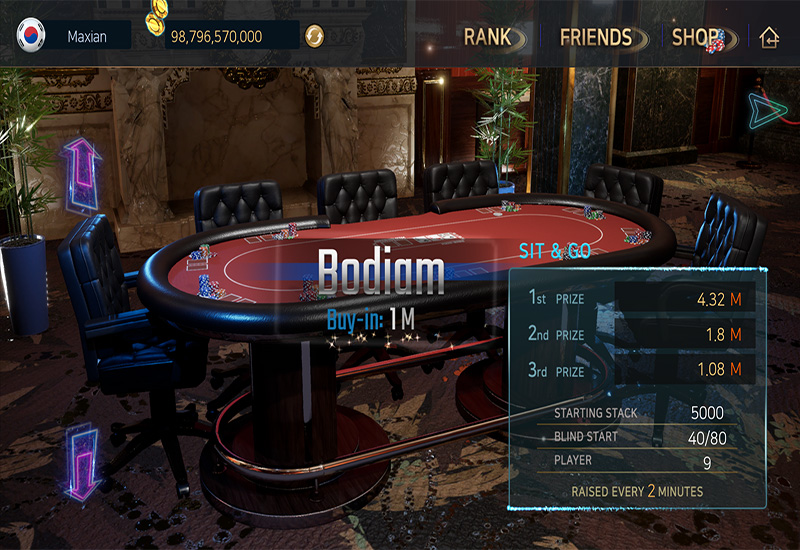 Maxian
98,796,570,000
RANK
FRIENDS
SHOP
Bodiam
Buy-in: 1 M
SIT & GO
1st PRIZE 4.32 M
2nd PRIZE 1.8 M
3rd PRIZE 1.08 M
STARTING STACK 5000
BLIND START 40/80
PLAYER 9
RAISED EVERY 2 MINUTES